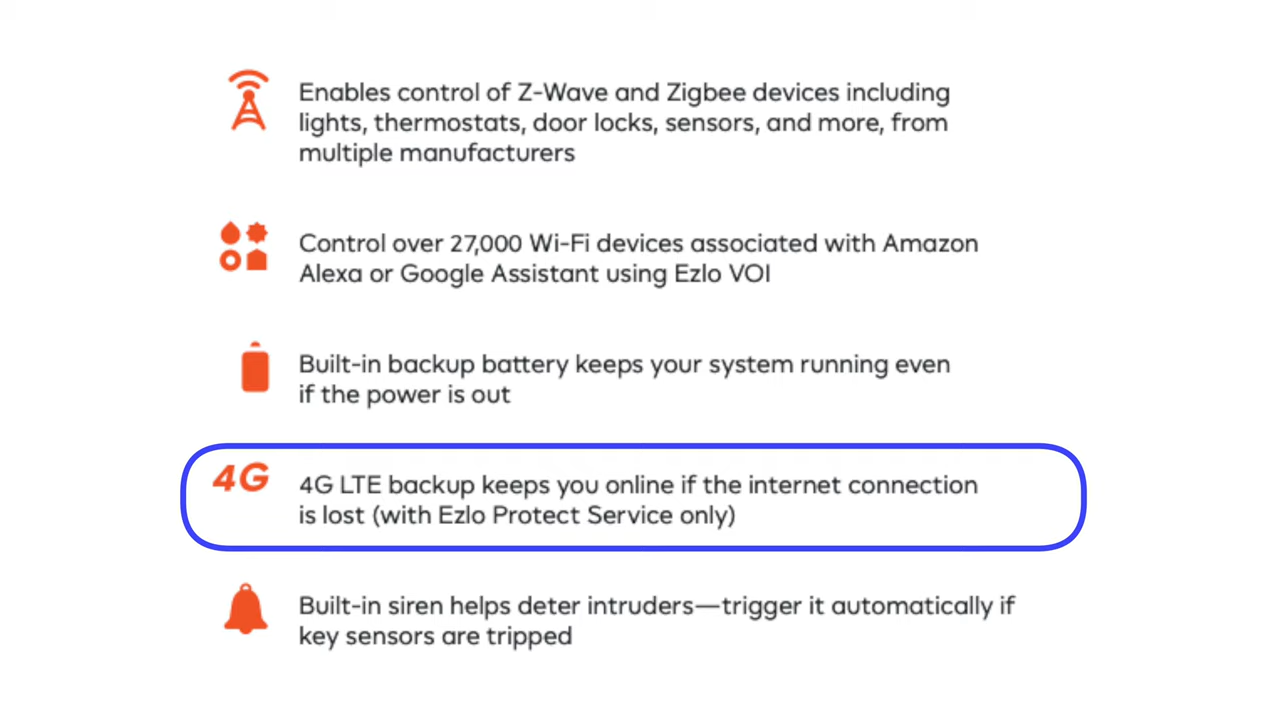 Enables control of Z-Wave and Zigbee devices including
lights, thermostats, door locks, sensors, and more, from
multiple manufacturers
Control over 27,000 Wi-Fi devices associated with Amazon
Alexa or Google Assistant using Ezlo VOI
Built-in backup battery keeps your system running even
if the power is out
4G
4G LTE backup keeps you online if the internet connection
is lost (with Ezlo Protect Service only)
Built-in siren helps deter intruders—trigger it automatically if
key sensors are tripped